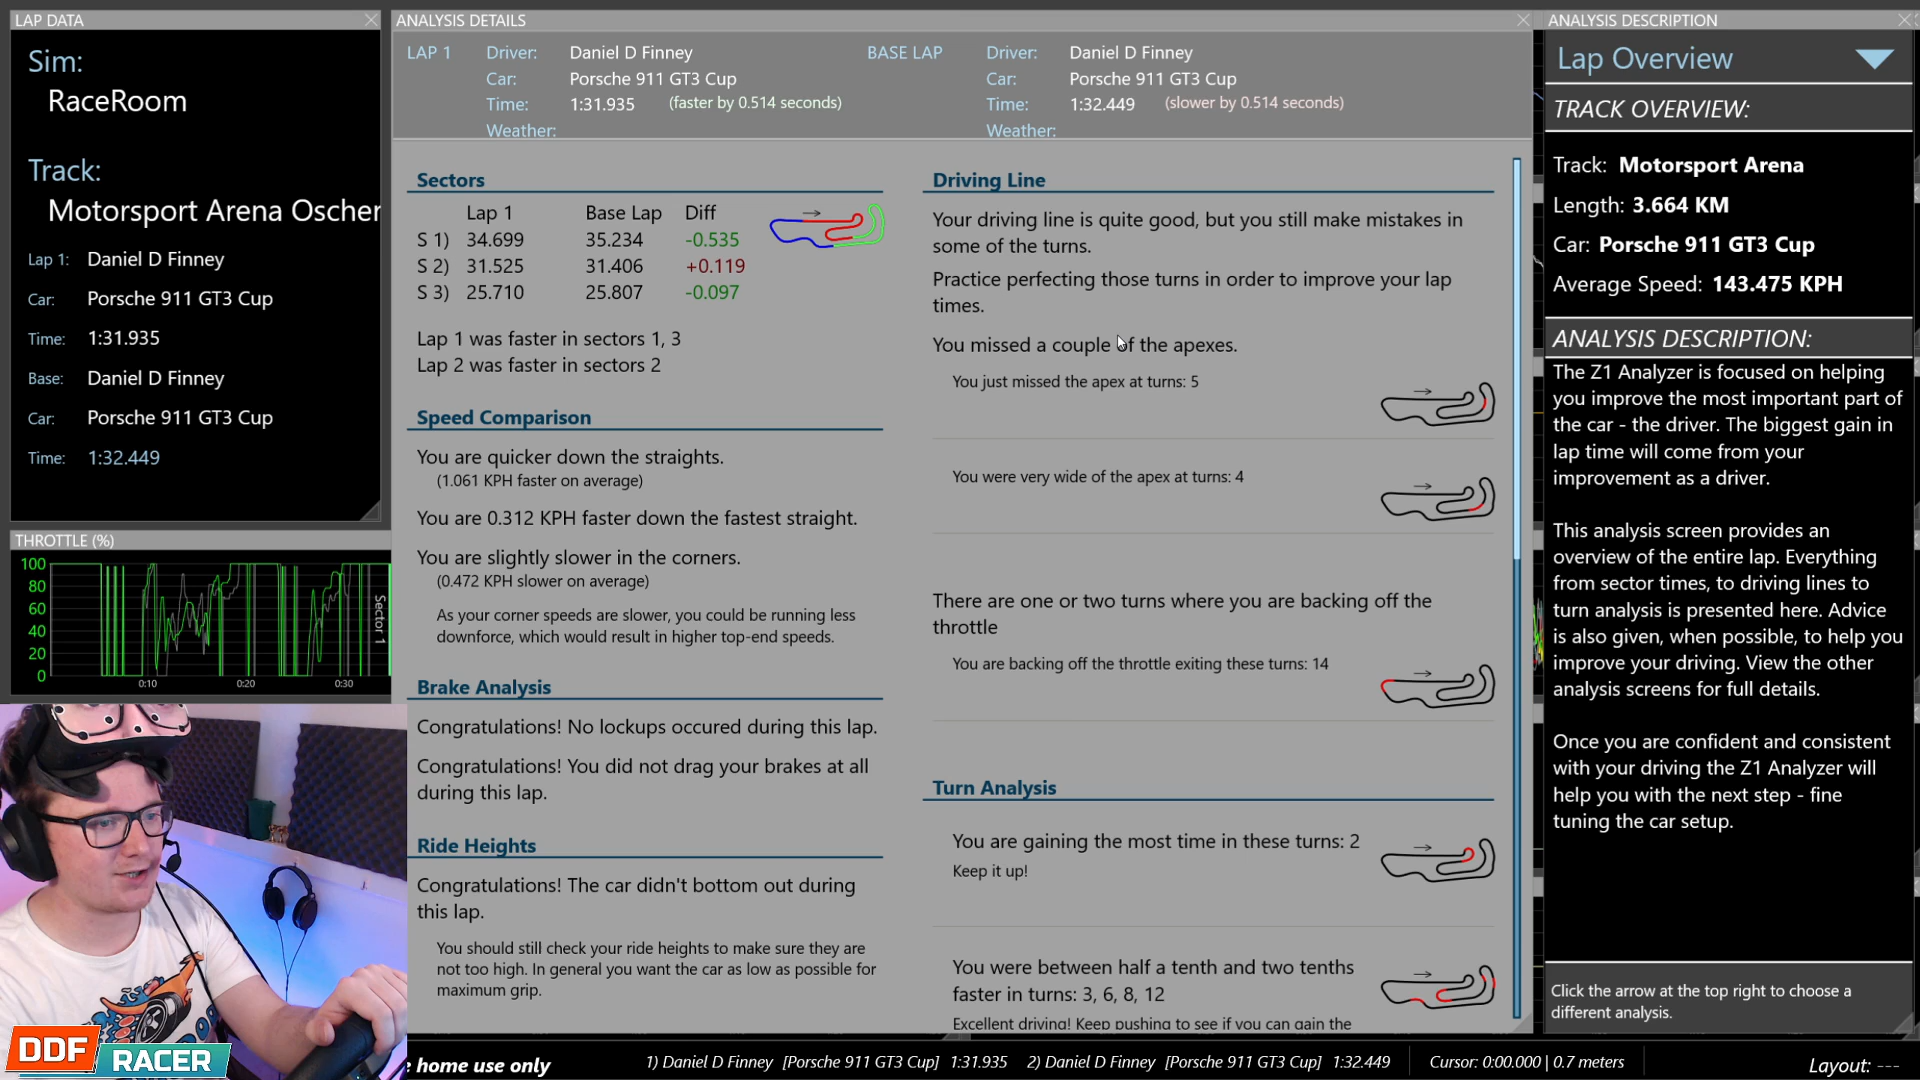 LAP DATA
Sim:
RaceRoom
Track:
Motorsport Arena Oscher
Lap 1: Daniel D Finney
Car: Porsche 911 GT3 Cup
Time: 1:31.935
Base: Daniel D Finney
Car: Porsche 911 GT3 Cup
Time: 1:32.449
THROTTLE (%)
100
80
60
40
20
0
0:10 0:20 0:30
Sector 1
ANALYSIS DETAILS
LAP 1 Driver: Daniel D Finney
Car: Porsche 911 GT3 Cup
Time: 1:31.935 (faster by 0.514 seconds)
Weather:
BASE LAP Driver: Daniel D Finney
Car: Porsche 911 GT3 Cup
Time: 1:32.449 (slower by 0.514 seconds)
Weather:
Sectors
Lap 1 Base Lap Diff
S 1) 34.699 35.234 -0.535
S 2) 31.525 31.406 +0.119
S 3) 25.710 25.807 -0.097
Lap 1 was faster in sectors 1, 3
Lap 2 was faster in sectors 2
Speed Comparison
You are quicker down the straights.
(1.061 KPH faster on average)
You are 0.312 KPH faster down the fastest straight.
You are slightly slower in the corners.
(0.472 KPH slower on average)
As your corner speeds are slower, you could be running less
downforce, which would result in higher top-end speeds.
Brake Analysis
Congratulations! No lockups occured during this lap.
Congratulations! You did not drag your brakes at all
during this lap.
Ride Heights
Congratulations! The car didn't bottom out during
this lap.
You should still check your ride heights to make sure they are
not too high. In general you want the car as low as possible for
maximum grip.
Driving Line
Your driving line is quite good, but you still make mistakes in
some of the turns.
Practice perfecting those turns in order to improve your lap
times.
You missed a couple of the apexes.
You just missed the apex at turns: 5
You were very wide of the apex at turns: 4
There are one or two turns where you are backing off the
throttle
You are backing off the throttle exiting these turns: 14
Turn Analysis
You are gaining the most time in these turns: 2
Keep it up!
You were between half a tenth and two tenths
faster in turns: 3, 6, 8, 12
Excellent driving! Keep pushing to see if you can gain the
ANALYSIS DESCRIPTION
Lap Overview
TRACK OVERVIEW:
Track: Motorsport Arena
Length: 3.664 KM
Car: Porsche 911 GT3 Cup
Average Speed: 143.475 KPH
ANALYSIS DESCRIPTION:
The Z1 Analyzer is focused on helping
you improve the most important part of
the car - the driver. The biggest gain in
lap time will come from your
improvement as a driver.
This analysis screen provides an
overview of the entire lap. Everything
from sector times, to driving lines to
turn analysis is presented here. Advice
is also given, when possible, to help you
improve your driving. View the other
analysis screens for full details.
Once you are confident and consistent
with your driving the Z1 Analyzer will
help you with the next step - fine
tuning the car setup.
Click the arrow at the top right to choose a
different analysis.
DDF
RACER
home use only
1) Daniel D Finney [Porsche 911 GT3 Cup] 1:31.935 2) Daniel D Finney [Porsche 911 GT3 Cup] 1:32.449
Cursor: 0:00.000 | 0.7 meters
Layout: ---